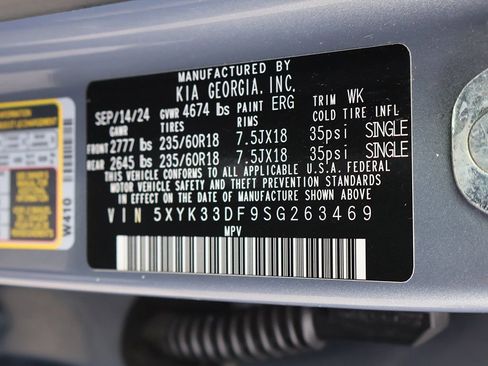 MANUFACTURED BY
KIA GEORGIA, INC.
SEP/14/24 GVWR 4674 lbs PAINT ERG TRIM WK
GAWR TIRES RIMS COLD TIRE INFL
FRONT 2777 lbs 235/60R18 7.5JX18 35psi SINGLE
REAR 2645 lbs 235/60R18 7.5JX18 35psi SINGLE
THIS VEHICLE CONFORMS TO ALL APPLICABLE U.S.A. FEDERAL
MOTOR VEHICLE SAFETY AND THEFT PREVENTION STANDARDS
IN EFFECT ON THE DATE OF MANUFACTURE SHOWN ABOVE.
VIN 5XYK33DF9SG263469
MPV
W410